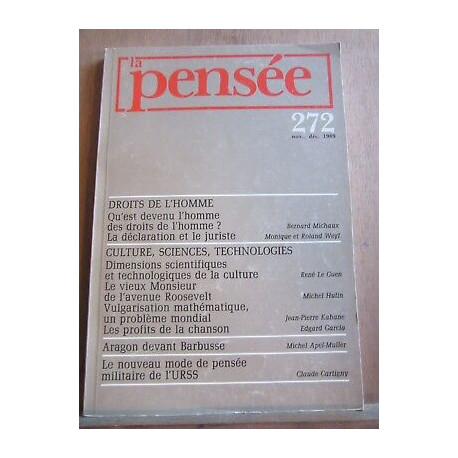 la
pensée
272
nov., déc. 1989
DROITS DE L'HOMME
Qu'est devenu l'homme
des droits de l'homme ? Bernard Michaux
La déclaration et le juriste Monique et Roland Weyl
CULTURE, SCIENCES, TECHNOLOGIES
Dimensions scientifiques
et technologiques de la culture René Le Guen
Le vieux Monsieur
de l'avenue Roosevelt Michel Hulin
Vulgarisation mathématique,
un problème mondial Jean-Pierre Kahane
Les profits de la chanson Edgard Garcia
Aragon devant Barbusse Michel Apel-Muller
Le nouveau mode de pensée
militaire de l'URSS Claude Cartigny